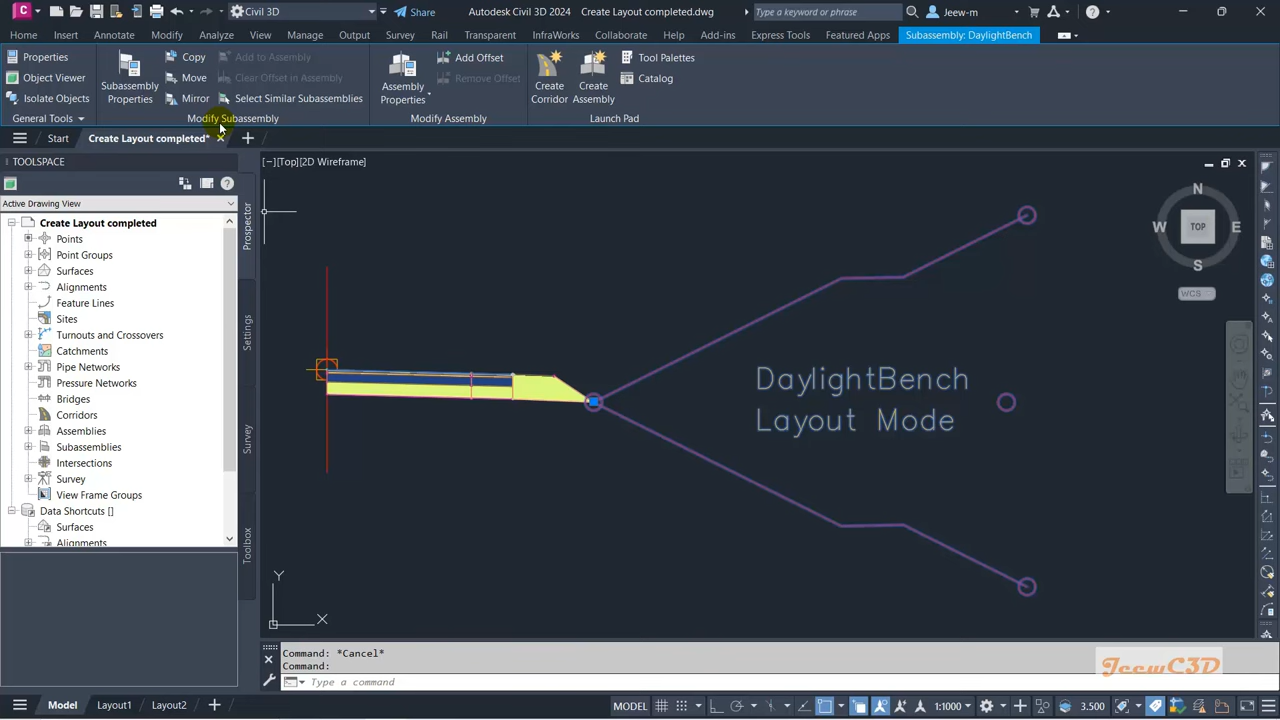 Civil 3D
Share
Autodesk Civil 3D 2024
Create Layout completed.dwg
Type a keyword or phrase
Jeew-m
Home
Insert
Annotate
Modify
Analyze
View
Manage
Output
Survey
Rail
Transparent
InfraWorks
Collaborate
Help
Add-ins
Express Tools
Featured Apps
Subassembly: DaylightBench
Properties
Object Viewer
Isolate Objects
General Tools
Subassembly
Properties
Copy
Move
Mirror
Add to Assembly
Clear Offset in Assembly
Select Similar Subassemblies
Modify Subassembly
Assembly
Properties
Add Offset
Remove Offset
Modify Assembly
Create
Corridor
Create
Assembly
Tool Palettes
Catalog
Launch Pad
Start
Create Layout completed*
TOOLSPACE
[−][Top][2D Wireframe]
Active Drawing View
Create Layout completed
Points
Point Groups
Surfaces
Alignments
Feature Lines
Sites
Turnouts and Crossovers
Catchments
Pipe Networks
Pressure Networks
Bridges
Corridors
Assemblies
Subassemblies
Intersections
Survey
View Frame Groups
Data Shortcuts []
Surfaces
Alignments
Prospector
Settings
Survey
Toolbox
N
W
TOP
E
S
WCS
DaylightBench
Layout Mode
Y
X
Command: *Cancel*
Command:
Type a command
JeewC3D
Model
Layout1
Layout2
MODEL
1:1000
3.500